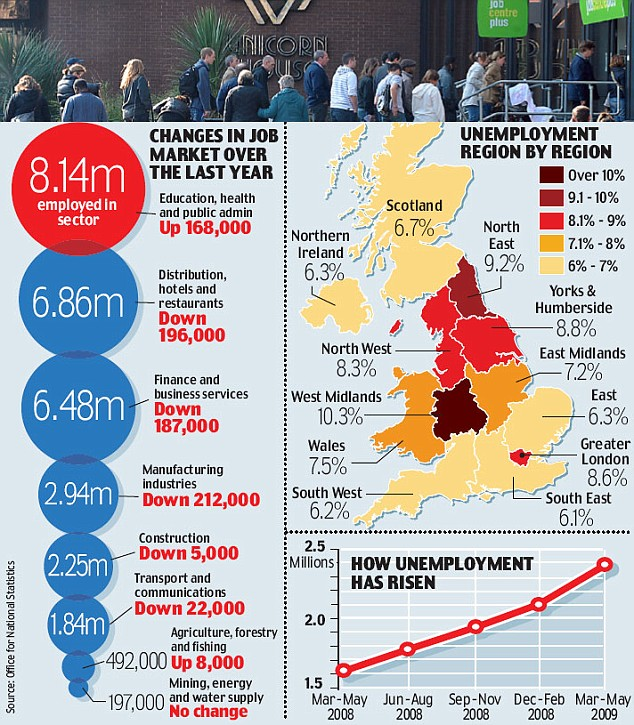 job
centre
plus
jobcentre
UNICORN
HOUSE
CHANGES IN JOB
MARKET OVER
THE LAST YEAR
8.14m
employed in
sector
Education, health
and public admin
Up 168,000
6.86m
Distribution,
hotels and
restaurants
Down
196,000
6.48m
Finance and
business services
Down
187,000
2.94m
Manufacturing
industries
Down 212,000
2.25m
Construction
Down 5,000
1.84m
Transport and
communications
Down 22,000
492,000
Agriculture, forestry
and fishing
Up 8,000
197,000
Mining, energy
and water supply
No change
Source: Office for National Statistics
UNEMPLOYMENT
REGION BY REGION
Over 10%
9.1 - 10%
8.1% - 9%
7.1% - 8%
6% - 7%
Scotland
6.7%
Northern
Ireland
6.3%
North
East
9.2%
Yorks &
Humberside
8.8%
North West
8.3%
East Midlands
7.2%
West Midlands
10.3%
East
6.3%
Wales
7.5%
Greater
London
8.6%
South West
6.2%
South East
6.1%
HOW UNEMPLOYMENT
HAS RISEN
2.5
Millions
2.0
1.5
Mar-May
2008
Jun-Aug
2008
Sep-Nov
2008
Dec-Feb
2008
Mar-May
2009